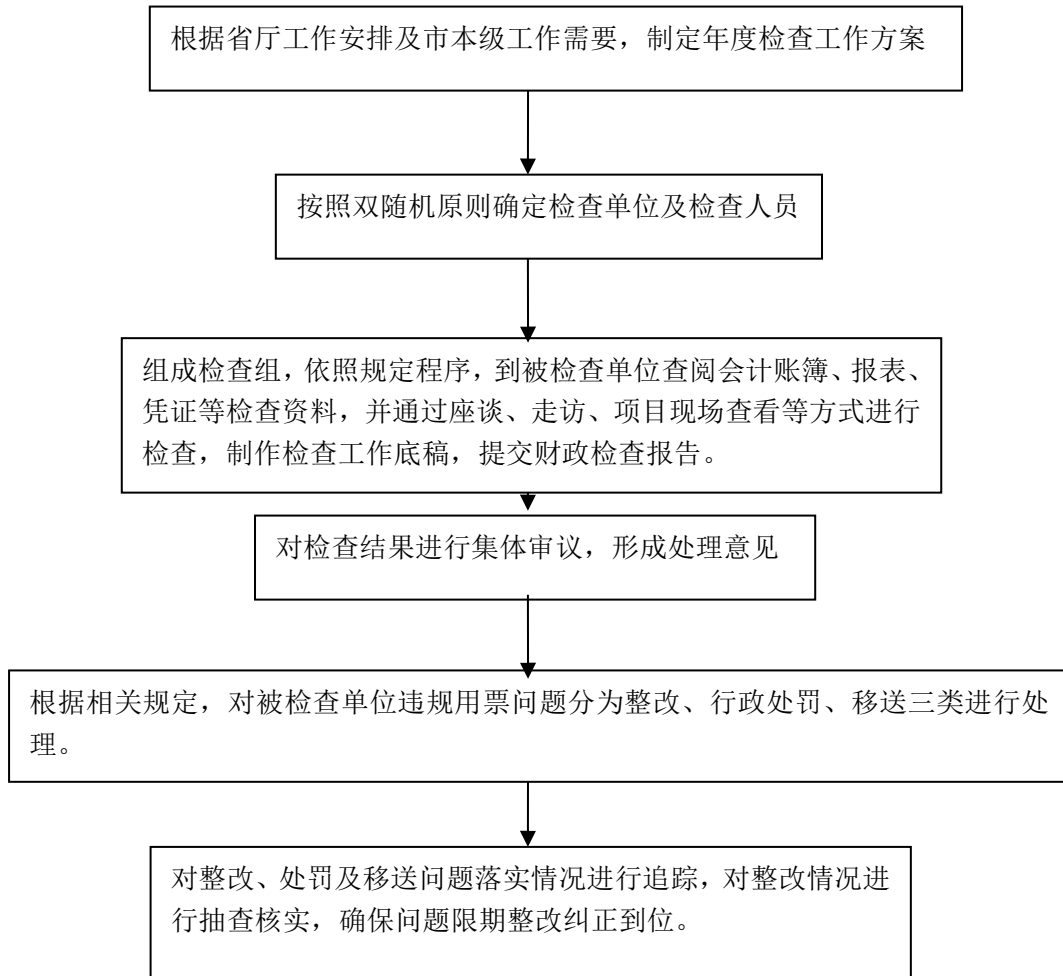 根据省厅工作安排及市本级工作需要，制定年度检查工作方案
按照双随机原则确定检查单位及检查人员
组成检查组，依照规定程序，到被检查单位查阅会计账簿、报表、
凭证等检查资料，并通过座谈、走访、项目现场查看等方式进行
检查，制作检查工作底稿，提交财政检查报告。
对检查结果进行集体审议，形成处理意见
根据相关规定，对被检查单位违规用票问题分为整改、行政处罚、移送三类进行处
理。
对整改、处罚及移送问题落实情况进行追踪，对整改情况进
行抽查核实，确保问题限期整改纠正到位。